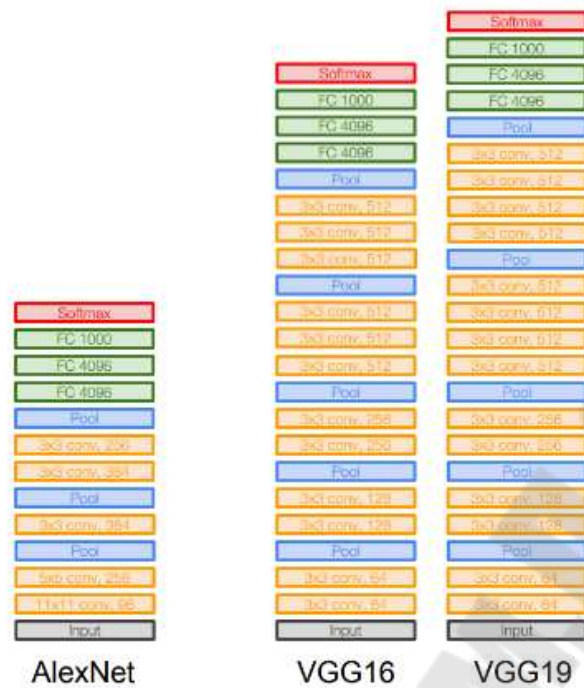 Softmax
FC 1000
FC 4096
FC 4096
Pool
3x3 conv, 256
3x3 conv, 384
Pool
3x3 conv, 384
Pool
5x5 conv, 256
11x11 conv, 96
Input
AlexNet
Softmax
FC 1000
FC 4096
FC 4096
Pool
3x3 conv, 512
3x3 conv, 512
3x3 conv, 512
Pool
3x3 conv, 512
3x3 conv, 512
3x3 conv, 512
Pool
3x3 conv, 256
3x3 conv, 256
Pool
3x3 conv, 128
3x3 conv, 128
Pool
3x3 conv, 64
3x3 conv, 64
Input
VGG16
Softmax
FC 1000
FC 4096
FC 4096
Pool
3x3 conv, 512
3x3 conv, 512
3x3 conv, 512
3x3 conv, 512
Pool
3x3 conv, 512
3x3 conv, 512
3x3 conv, 512
3x3 conv, 512
Pool
3x3 conv, 256
3x3 conv, 256
Pool
3x3 conv, 128
3x3 conv, 128
Pool
3x3 conv, 64
3x3 conv, 64
Input
VGG19